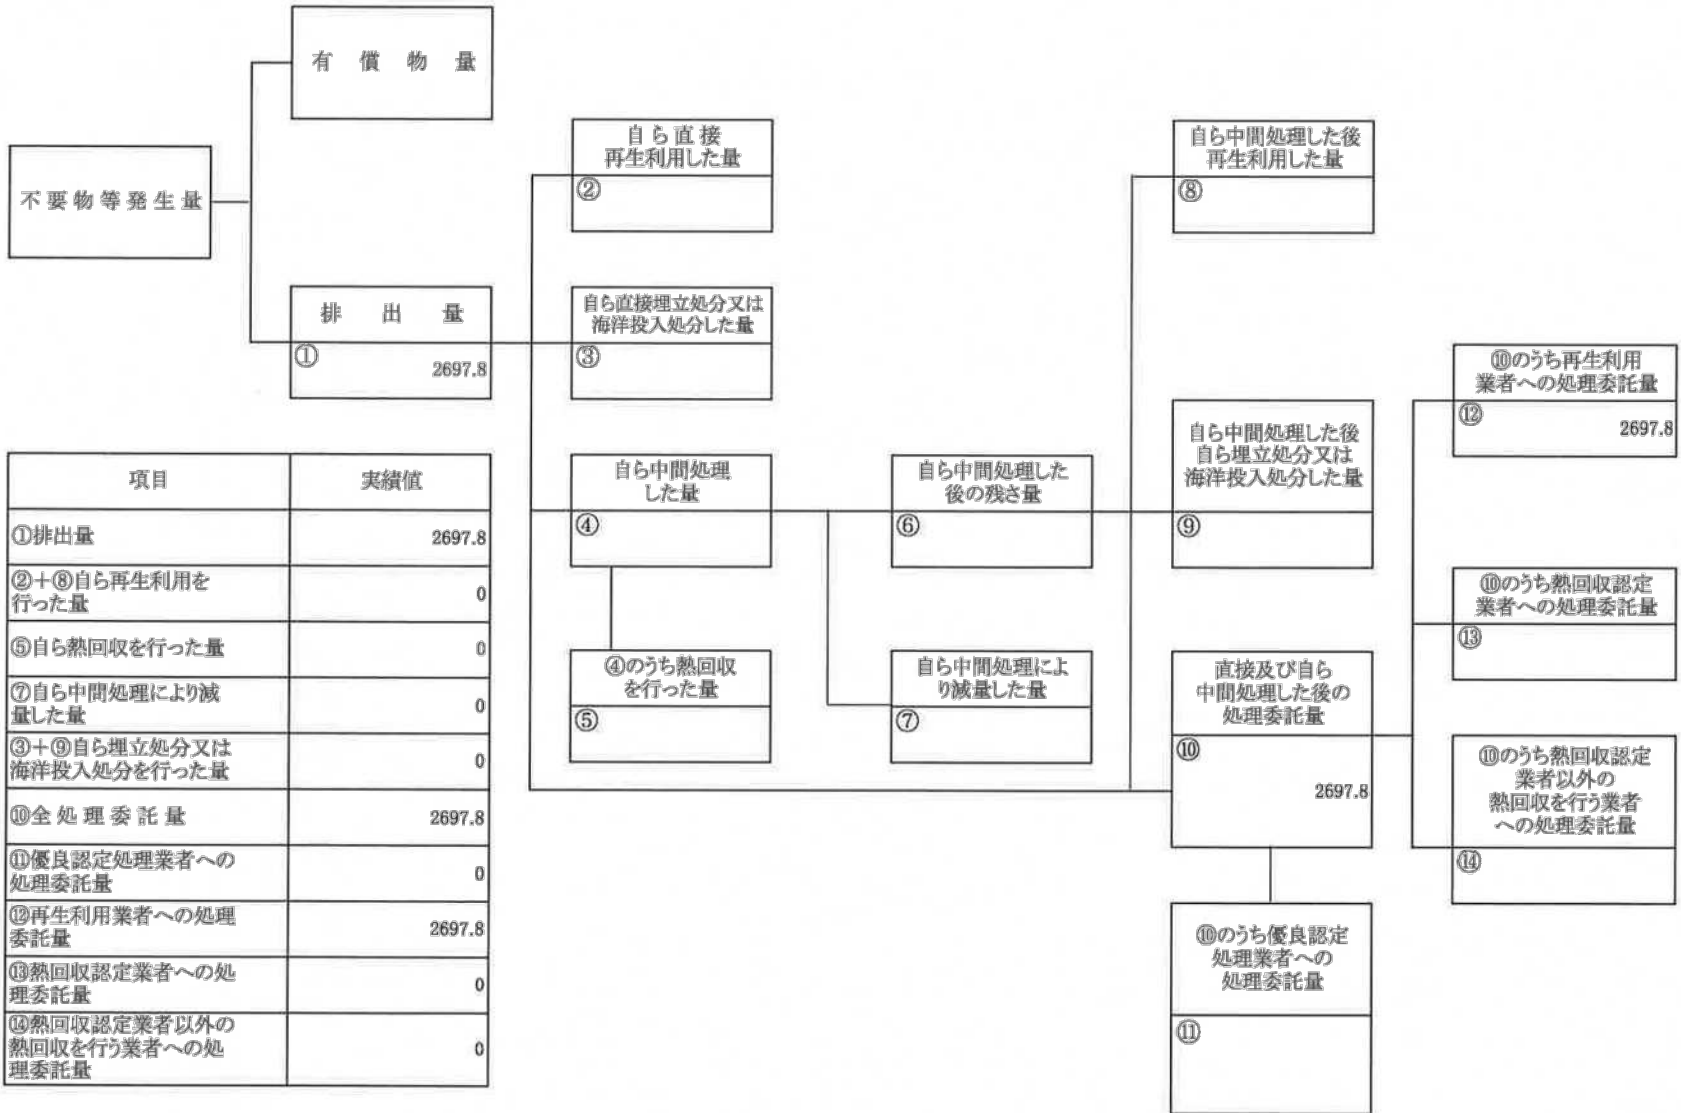 有償物量
不要物等発生量
排出量
①
2697.8
自ら直接
再生利用した量
②
自ら直接埋立処分又は
海洋投入処分した量
③
自ら中間処理
した量
④
④のうち熱回収
を行った量
⑤
自ら中間処理した
後の残さ量
⑥
自ら中間処理によ
り減量した量
⑦
自ら中間処理した後
再生利用した量
⑧
自ら中間処理した後
自ら埋立処分又は
海洋投入処分した量
⑨
直接及び自ら
中間処理した後の
処理委託量
⑩
2697.8
⑩のうち優良認定
処理業者への
処理委託量
⑪
⑩のうち再生利用
業者への処理委託量
⑫
2697.8
⑩のうち熱回収認定
業者への処理委託量
⑬
⑩のうち熱回収認定
業者以外の
熱回収を行う業者
への処理委託量
⑭
項目 実績値
①排出量 2697.8
②+⑧自ら再生利用を
行った量 0
⑤自ら熱回収を行った量 0
⑦自ら中間処理により減
量した量 0
③+⑨自ら埋立処分又は
海洋投入処分を行った量 0
⑩全処理委託量 2697.8
⑪優良認定処理業者への
処理委託量 0
⑫再生利用業者への処理
委託量 2697.8
⑬熱回収認定業者への処
理委託量 0
⑭熱回収認定業者以外の
熱回収を行う業者への処
理委託量 0